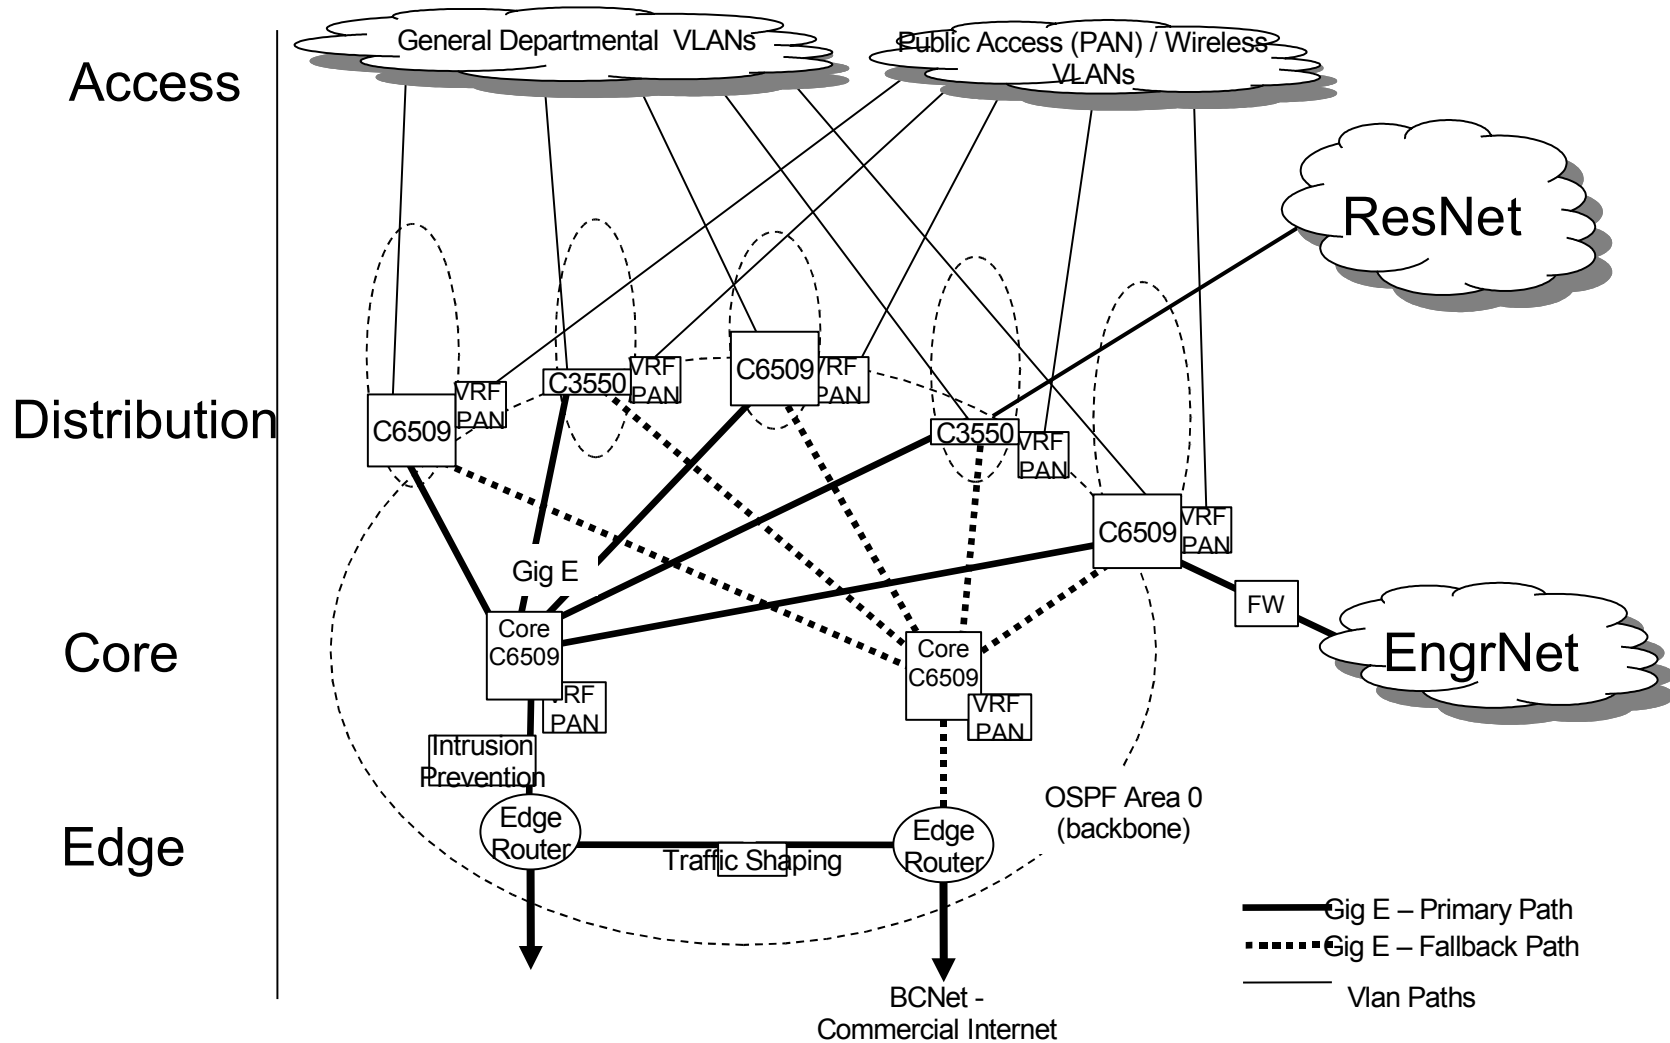 General Departmental VLANs
Public Access (PAN) / Wireless
VLANs
Access
ResNet
Distribution
C6509
VRF
PAN
C3550
VRF
PAN
C6509
VRF
PAN
C3550
VRF
PAN
C6509
VRF
PAN
Gig E
FW
EngrNet
Core
Core
C6509
VRF
PAN
Core
C6509
VRF
PAN
Intrusion
Prevention
Edge
Edge
Router
Traffic Shaping
Edge
Router
OSPF Area 0
(backbone)
Gig E – Primary Path
Gig E – Fallback Path
Vlan Paths
BCNet -
Commercial Internet